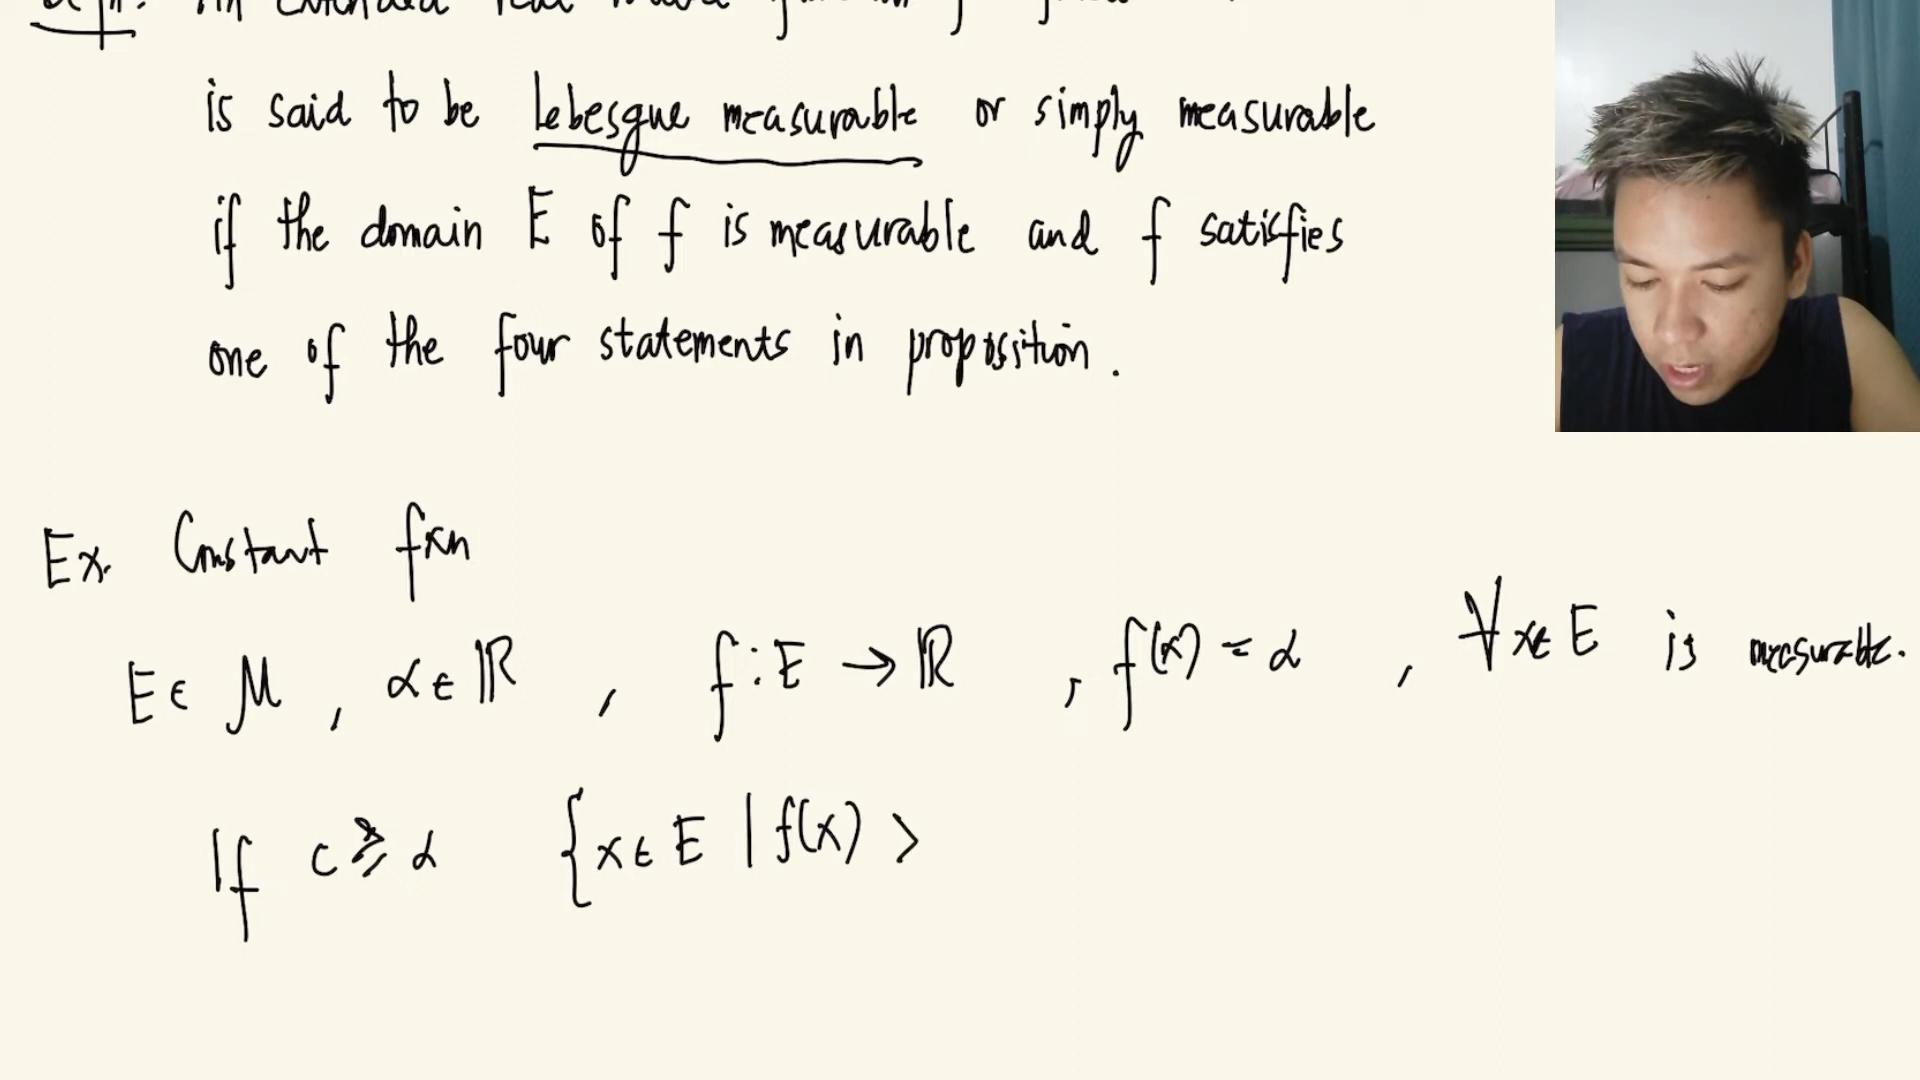 is said to be Lebesgue measurable or simply measurable
if the domain E of f is measurable and f satisfies
one of the four statements in proposition.
Ex. Constant fxn
E ∈ M , α ∈ ℝ , f : E → ℝ , f(x) = α , ∀ x ∈ E is measurable.
If c ≥ α { x ∈ E | f(x) >